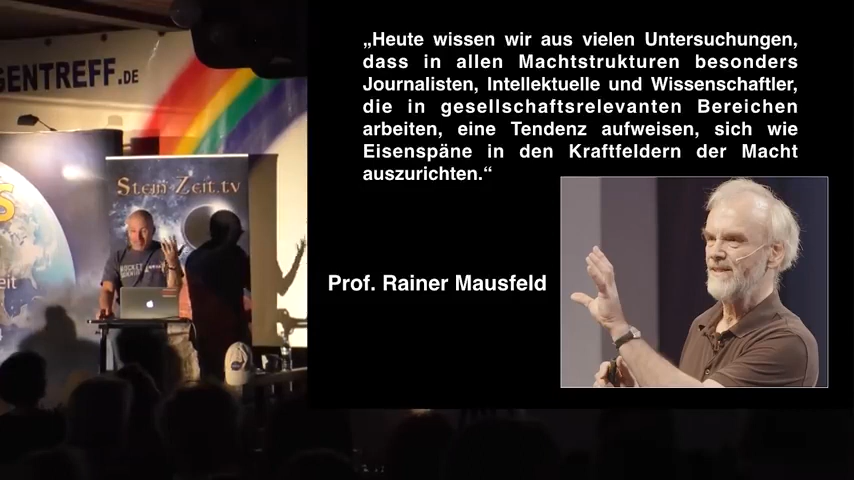 „Heute wissen wir aus vielen Untersuchungen,
dass in allen Machtstrukturen besonders
Journalisten, Intellektuelle und Wissenschaftler,
die in gesellschaftsrelevanten Bereichen
arbeiten, eine Tendenz aufweisen, sich wie
Eisenspäne in den Kraftfeldern der Macht
auszurichten.“
Prof. Rainer Mausfeld
GENTREFF.DE
Stein-Zeit.tv
S
eit